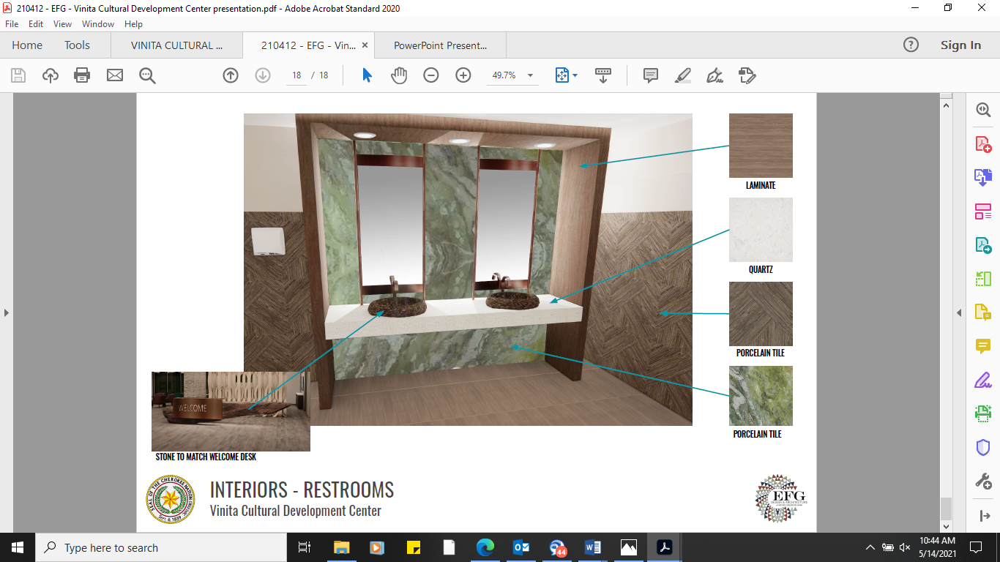 210412 - EFG - Vinita Cultural Development Center presentation.pdf - Adobe Acrobat Standard 2020
File Edit View Window Help
Home Tools VINITA CULTURAL ... 210412 - EFG - Vin... × PowerPoint Present... Sign In
18 / 18 49.7%
LAMINATE
QUARTZ
PORCELAIN TILE
PORCELAIN TILE
WELCOME
STONE TO MATCH WELCOME DESK
SEAL OF THE CHEROKEE NATION
SEPT. 6, 1839
INTERIORS - RESTROOMS
Vinita Cultural Development Center
EFG
DESIGN & ARCHITECTURE
Type here to search
44
10:44 AM
5/14/2021